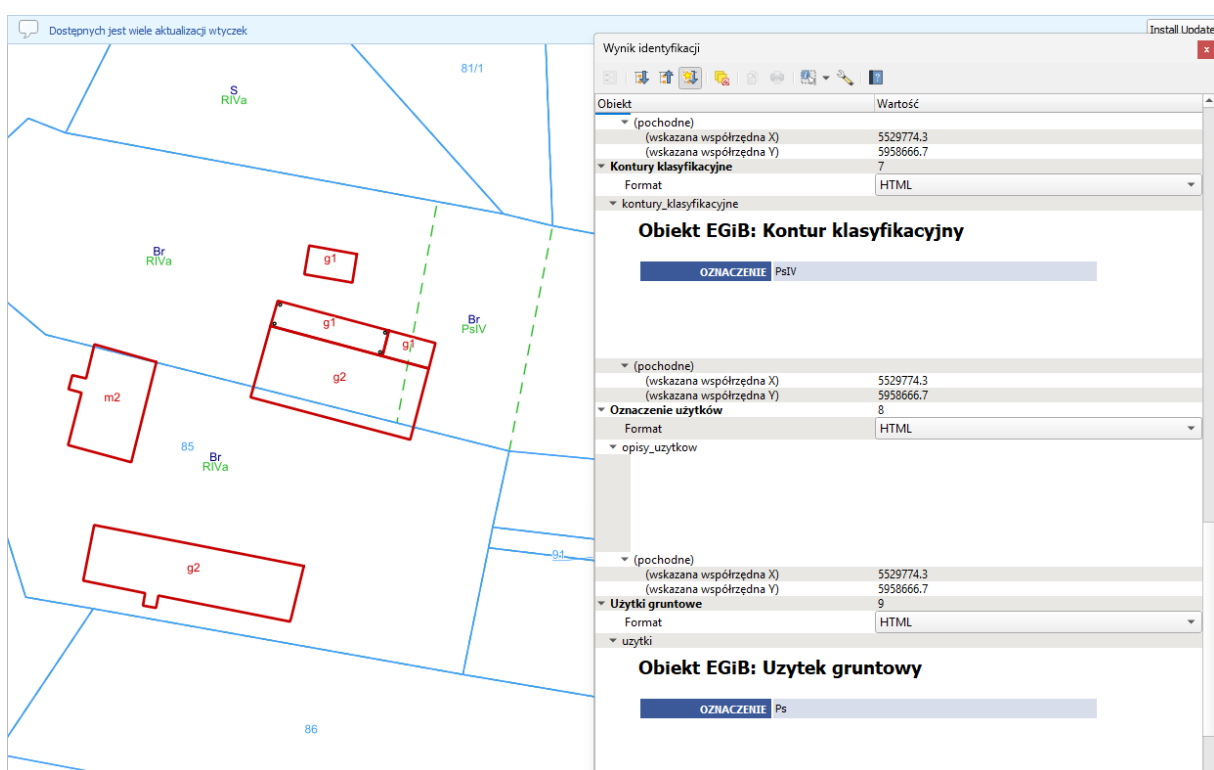 Dostępnych jest wiele aktualizacji wtyczek
Install Update
81/1
S
RIVa
Br
RIVa
g1
g1
g1
Br
PsIV
g2
m2
85
Br
RIVa
91
g2
86
Wynik identyfikacji
x
Obiekt Wartość
(pochodne)
(wskazana współrzędna X) 5529774.3
(wskazana współrzędna Y) 5958666.7
Kontury klasyfikacyjne 7
Format HTML
kontury_klasyfikacyjne
Obiekt EGiB: Kontur klasyfikacyjny
OZNACZENIE PsIV
(pochodne)
(wskazana współrzędna X) 5529774.3
(wskazana współrzędna Y) 5958666.7
Oznaczenie użytków 8
Format HTML
opisy_uzytkow
(pochodne)
(wskazana współrzędna X) 5529774.3
(wskazana współrzędna Y) 5958666.7
Użytki gruntowe 9
Format HTML
uzytki
Obiekt EGiB: Uzytek gruntowy
OZNACZENIE Ps